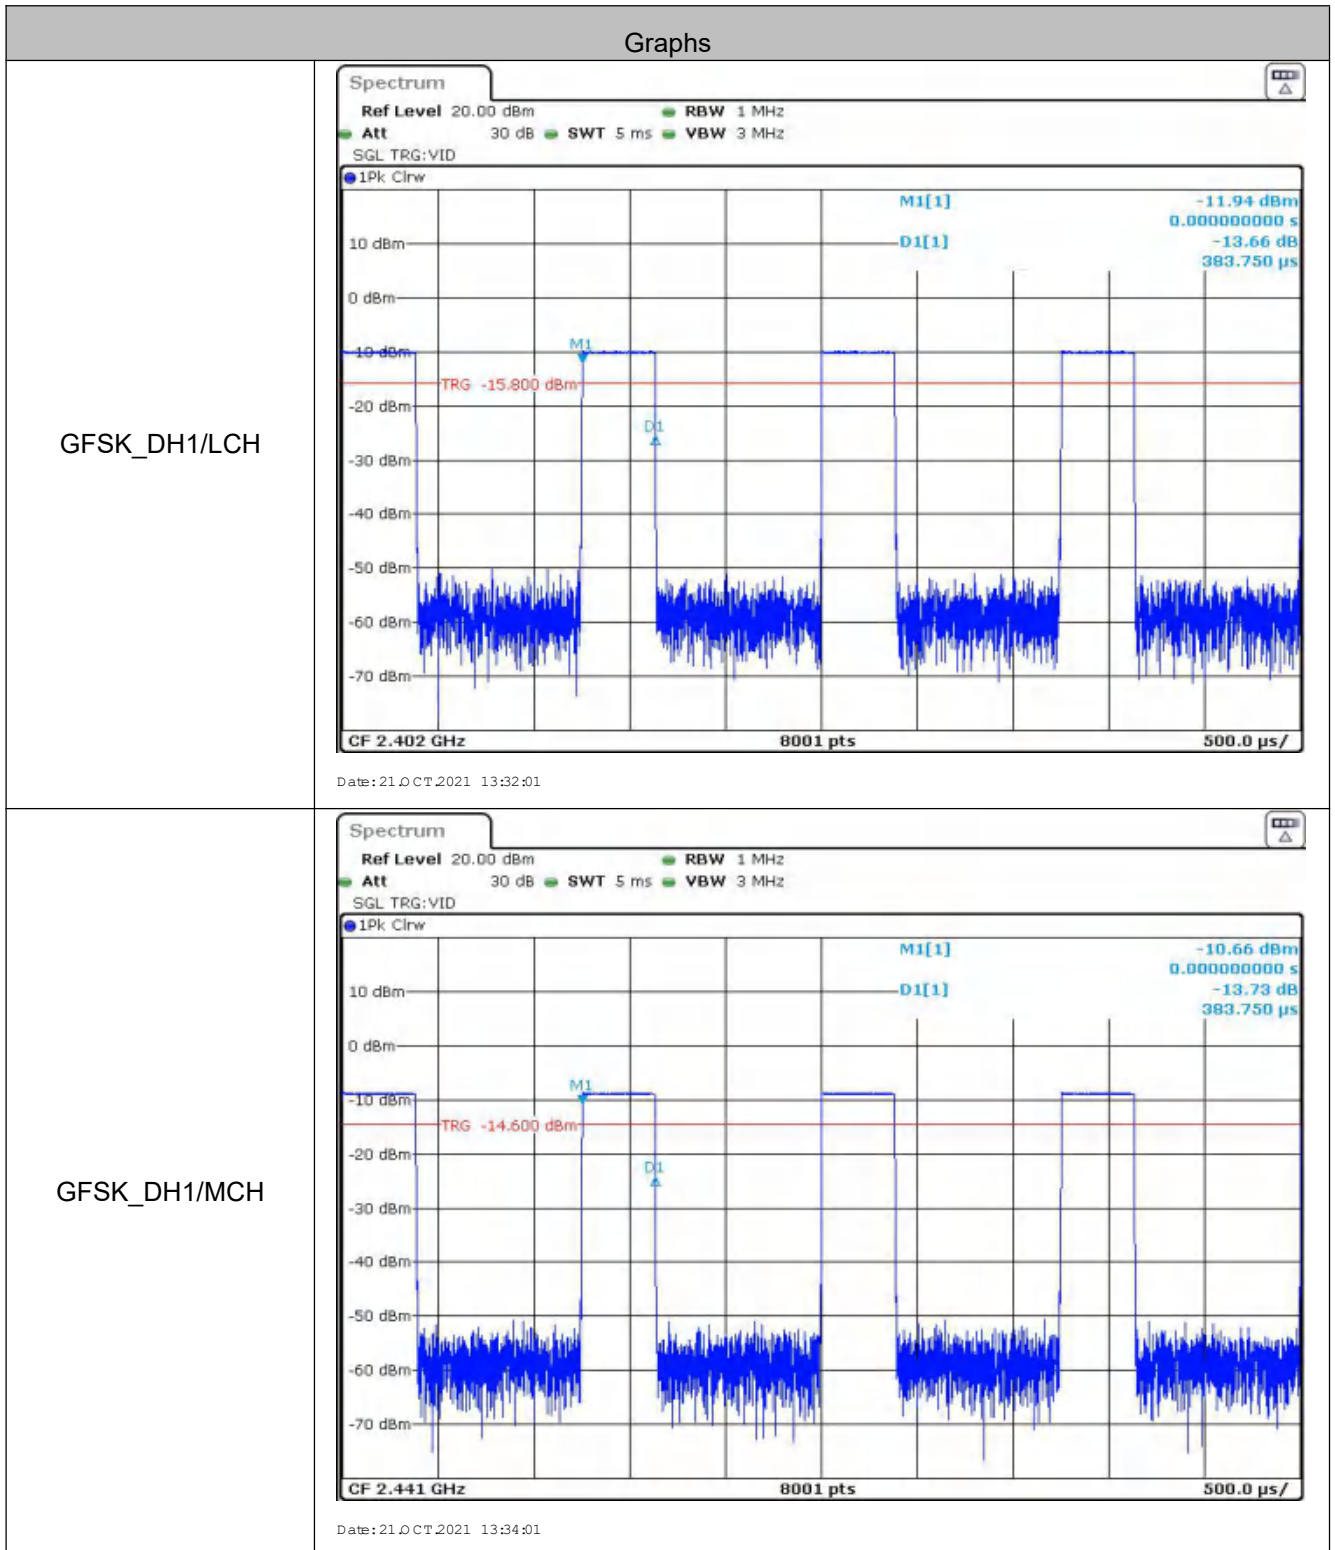 Graphs
GFSK_DH1/LCH
Spectrum
Ref Level 20.00 dBm RBW 1 MHz
Att 30 dB SWT 5 ms VBW 3 MHz
SGL TRG:VID
1Pk Clrw
M1[1] -11.94 dBm
0.000000000 s
D1[1] -13.66 dB
383.750 µs
10 dBm
0 dBm
-10 dBm
M1
TRG -15.800 dBm
-20 dBm
D1
-30 dBm
-40 dBm
-50 dBm
-60 dBm
-70 dBm
CF 2.402 GHz 8001 pts 500.0 µs/
Date: 21.OCT.2021 13:32:01
GFSK_DH1/MCH
Spectrum
Ref Level 20.00 dBm RBW 1 MHz
Att 30 dB SWT 5 ms VBW 3 MHz
SGL TRG:VID
1Pk Clrw
M1[1] -10.66 dBm
0.000000000 s
D1[1] -13.73 dB
383.750 µs
10 dBm
0 dBm
M1
-10 dBm
TRG -14.600 dBm
-20 dBm
D1
-30 dBm
-40 dBm
-50 dBm
-60 dBm
-70 dBm
CF 2.441 GHz 8001 pts 500.0 µs/
Date: 21.OCT.2021 13:34:01